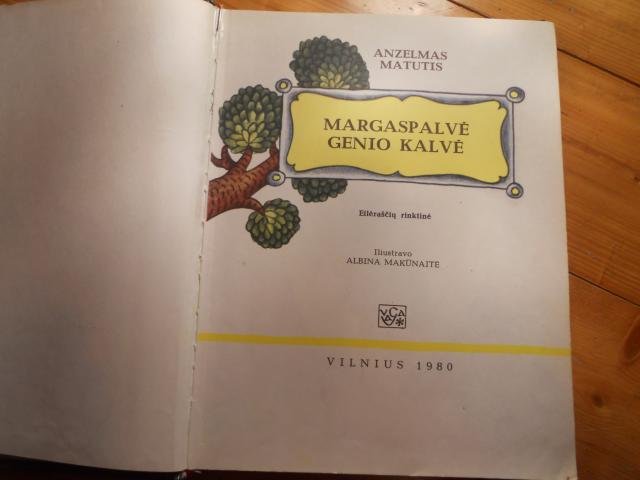 ANZELMAS
MATUTIS
MARGASPALVĖ
GENIO KALVĖ
Eilėraščių rinktinė
Iliustravo
ALBINA MAKŪNAITĖ
VILNIUS 1980